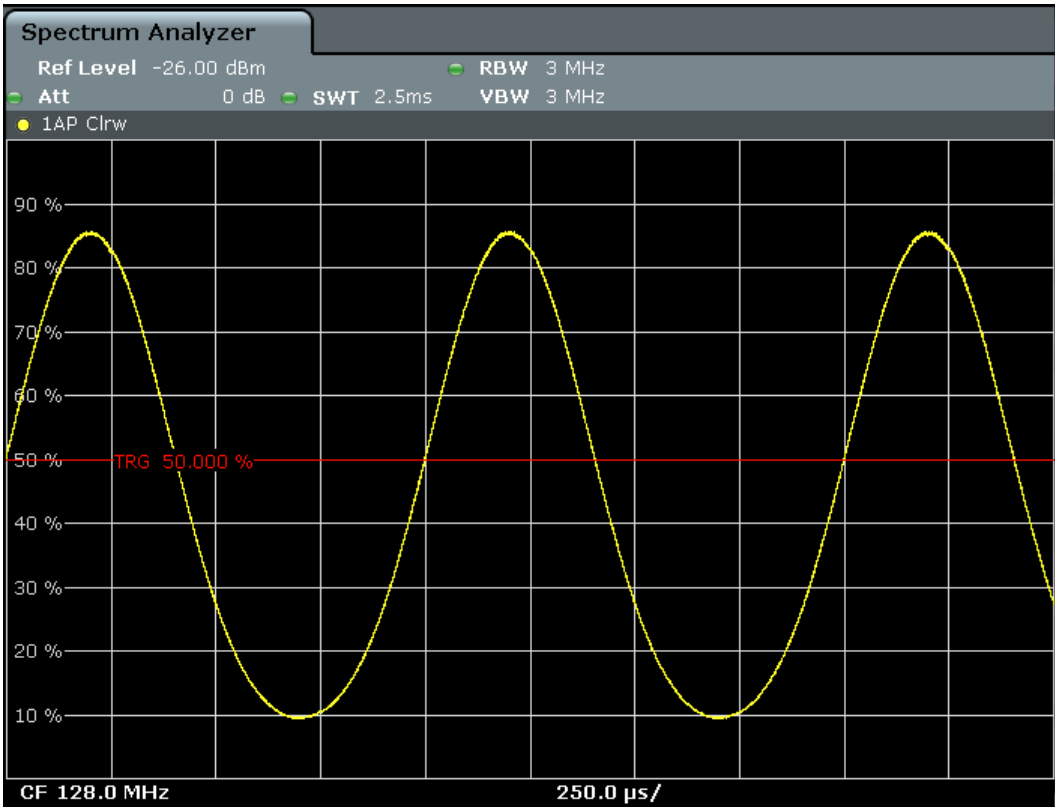 Spectrum Analyzer
Ref Level -26.00 dBm RBW 3 MHz
Att 0 dB SWT 2.5ms VBW 3 MHz
1AP Clrw
90 %
80 %
70 %
60 %
50 % TRG 50.000 %
40 %
30 %
20 %
10 %
CF 128.0 MHz 250.0 µs/